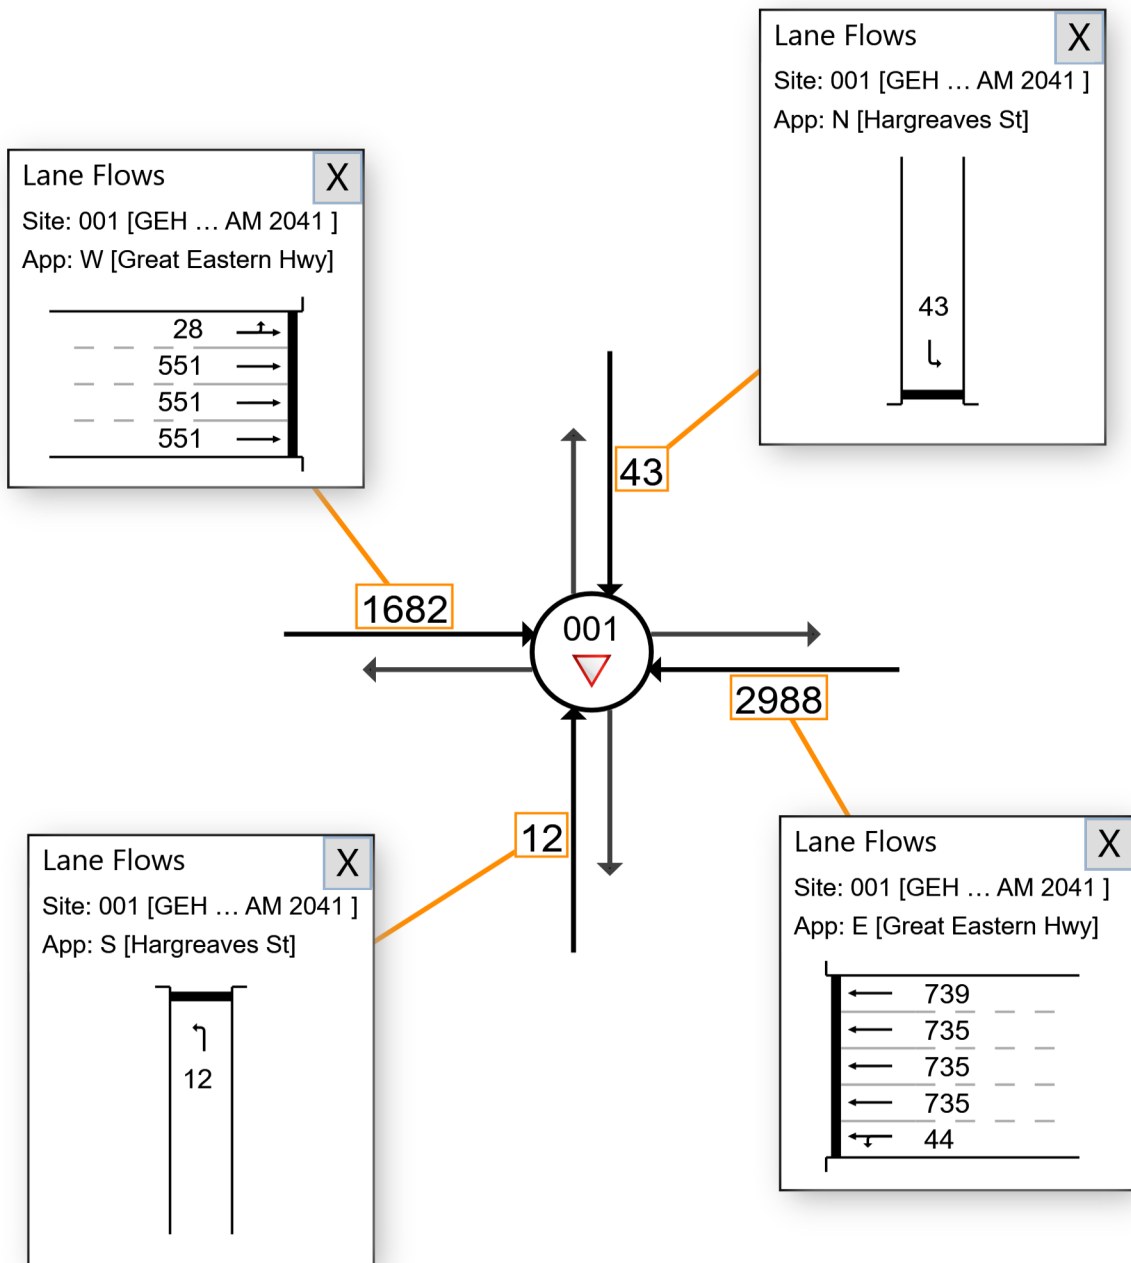 Lane Flows
X
Site: 001 [GEH ... AM 2041 ]
App: N [Hargreaves St]
43
Lane Flows
X
Site: 001 [GEH ... AM 2041 ]
App: W [Great Eastern Hwy]
28
551
551
551
43
1682
001
2988
12
Lane Flows
X
Site: 001 [GEH ... AM 2041 ]
App: S [Hargreaves St]
12
Lane Flows
X
Site: 001 [GEH ... AM 2041 ]
App: E [Great Eastern Hwy]
739
735
735
735
44